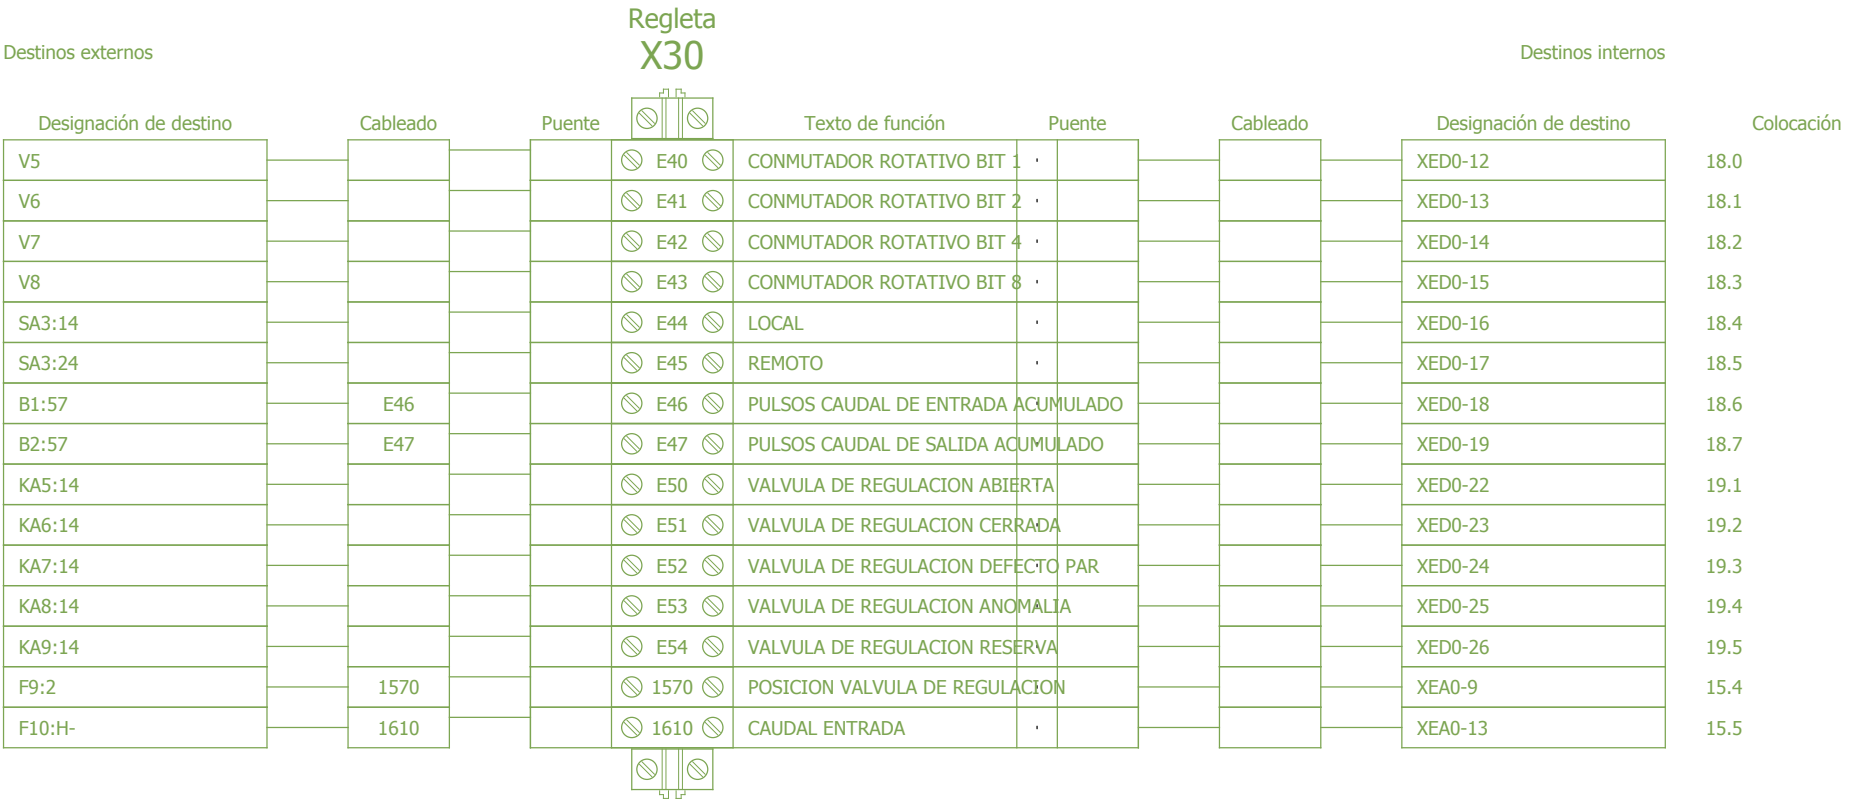 Regleta
X30
Destinos externos
Destinos internos
Designación de destino Cableado Puente Texto de función Puente Cableado Designación de destino Colocación
V5 E40 CONMUTADOR ROTATIVO BIT 1 XED0-12 18.0
V6 E41 CONMUTADOR ROTATIVO BIT 2 XED0-13 18.1
V7 E42 CONMUTADOR ROTATIVO BIT 4 XED0-14 18.2
V8 E43 CONMUTADOR ROTATIVO BIT 8 XED0-15 18.3
SA3:14 E44 LOCAL XED0-16 18.4
SA3:24 E45 REMOTO XED0-17 18.5
B1:57 E46 E46 PULSOS CAUDAL DE ENTRADA ACUMULADO XED0-18 18.6
B2:57 E47 E47 PULSOS CAUDAL DE SALIDA ACUMULADO XED0-19 18.7
KA5:14 E50 VALVULA DE REGULACION ABIERTA XED0-22 19.1
KA6:14 E51 VALVULA DE REGULACION CERRADA XED0-23 19.2
KA7:14 E52 VALVULA DE REGULACION DEFECTO PAR XED0-24 19.3
KA8:14 E53 VALVULA DE REGULACION ANOMALIA XED0-25 19.4
KA9:14 E54 VALVULA DE REGULACION RESERVA XED0-26 19.5
F9:2 1570 1570 POSICION VALVULA DE REGULACION XEA0-9 15.4
F10:H- 1610 1610 CAUDAL ENTRADA XEA0-13 15.5